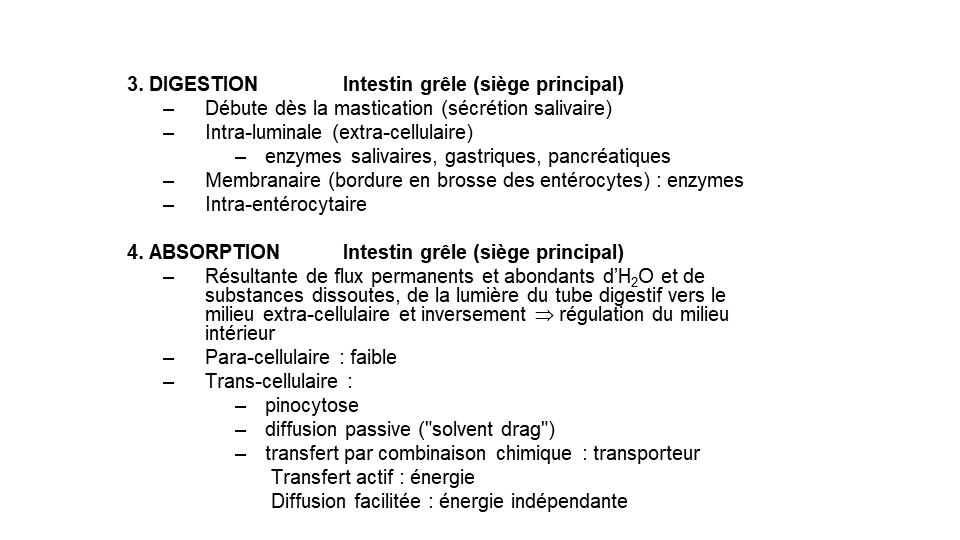 3. DIGESTION Intestin grêle (siège principal)
– Débute dès la mastication (sécrétion salivaire)
– Intra-luminale (extra-cellulaire)
– enzymes salivaires, gastriques, pancréatiques
– Membranaire (bordure en brosse des entérocytes) : enzymes
– Intra-entérocytaire
4. ABSORPTION Intestin grêle (siège principal)
– Résultante de flux permanents et abondants d’H₂O et de
substances dissoutes, de la lumière du tube digestif vers le
milieu extra-cellulaire et inversement ⇒ régulation du milieu
intérieur
– Para-cellulaire : faible
– Trans-cellulaire :
– pinocytose
– diffusion passive ("solvent drag")
– transfert par combinaison chimique : transporteur
Transfert actif : énergie
Diffusion facilitée : énergie indépendante